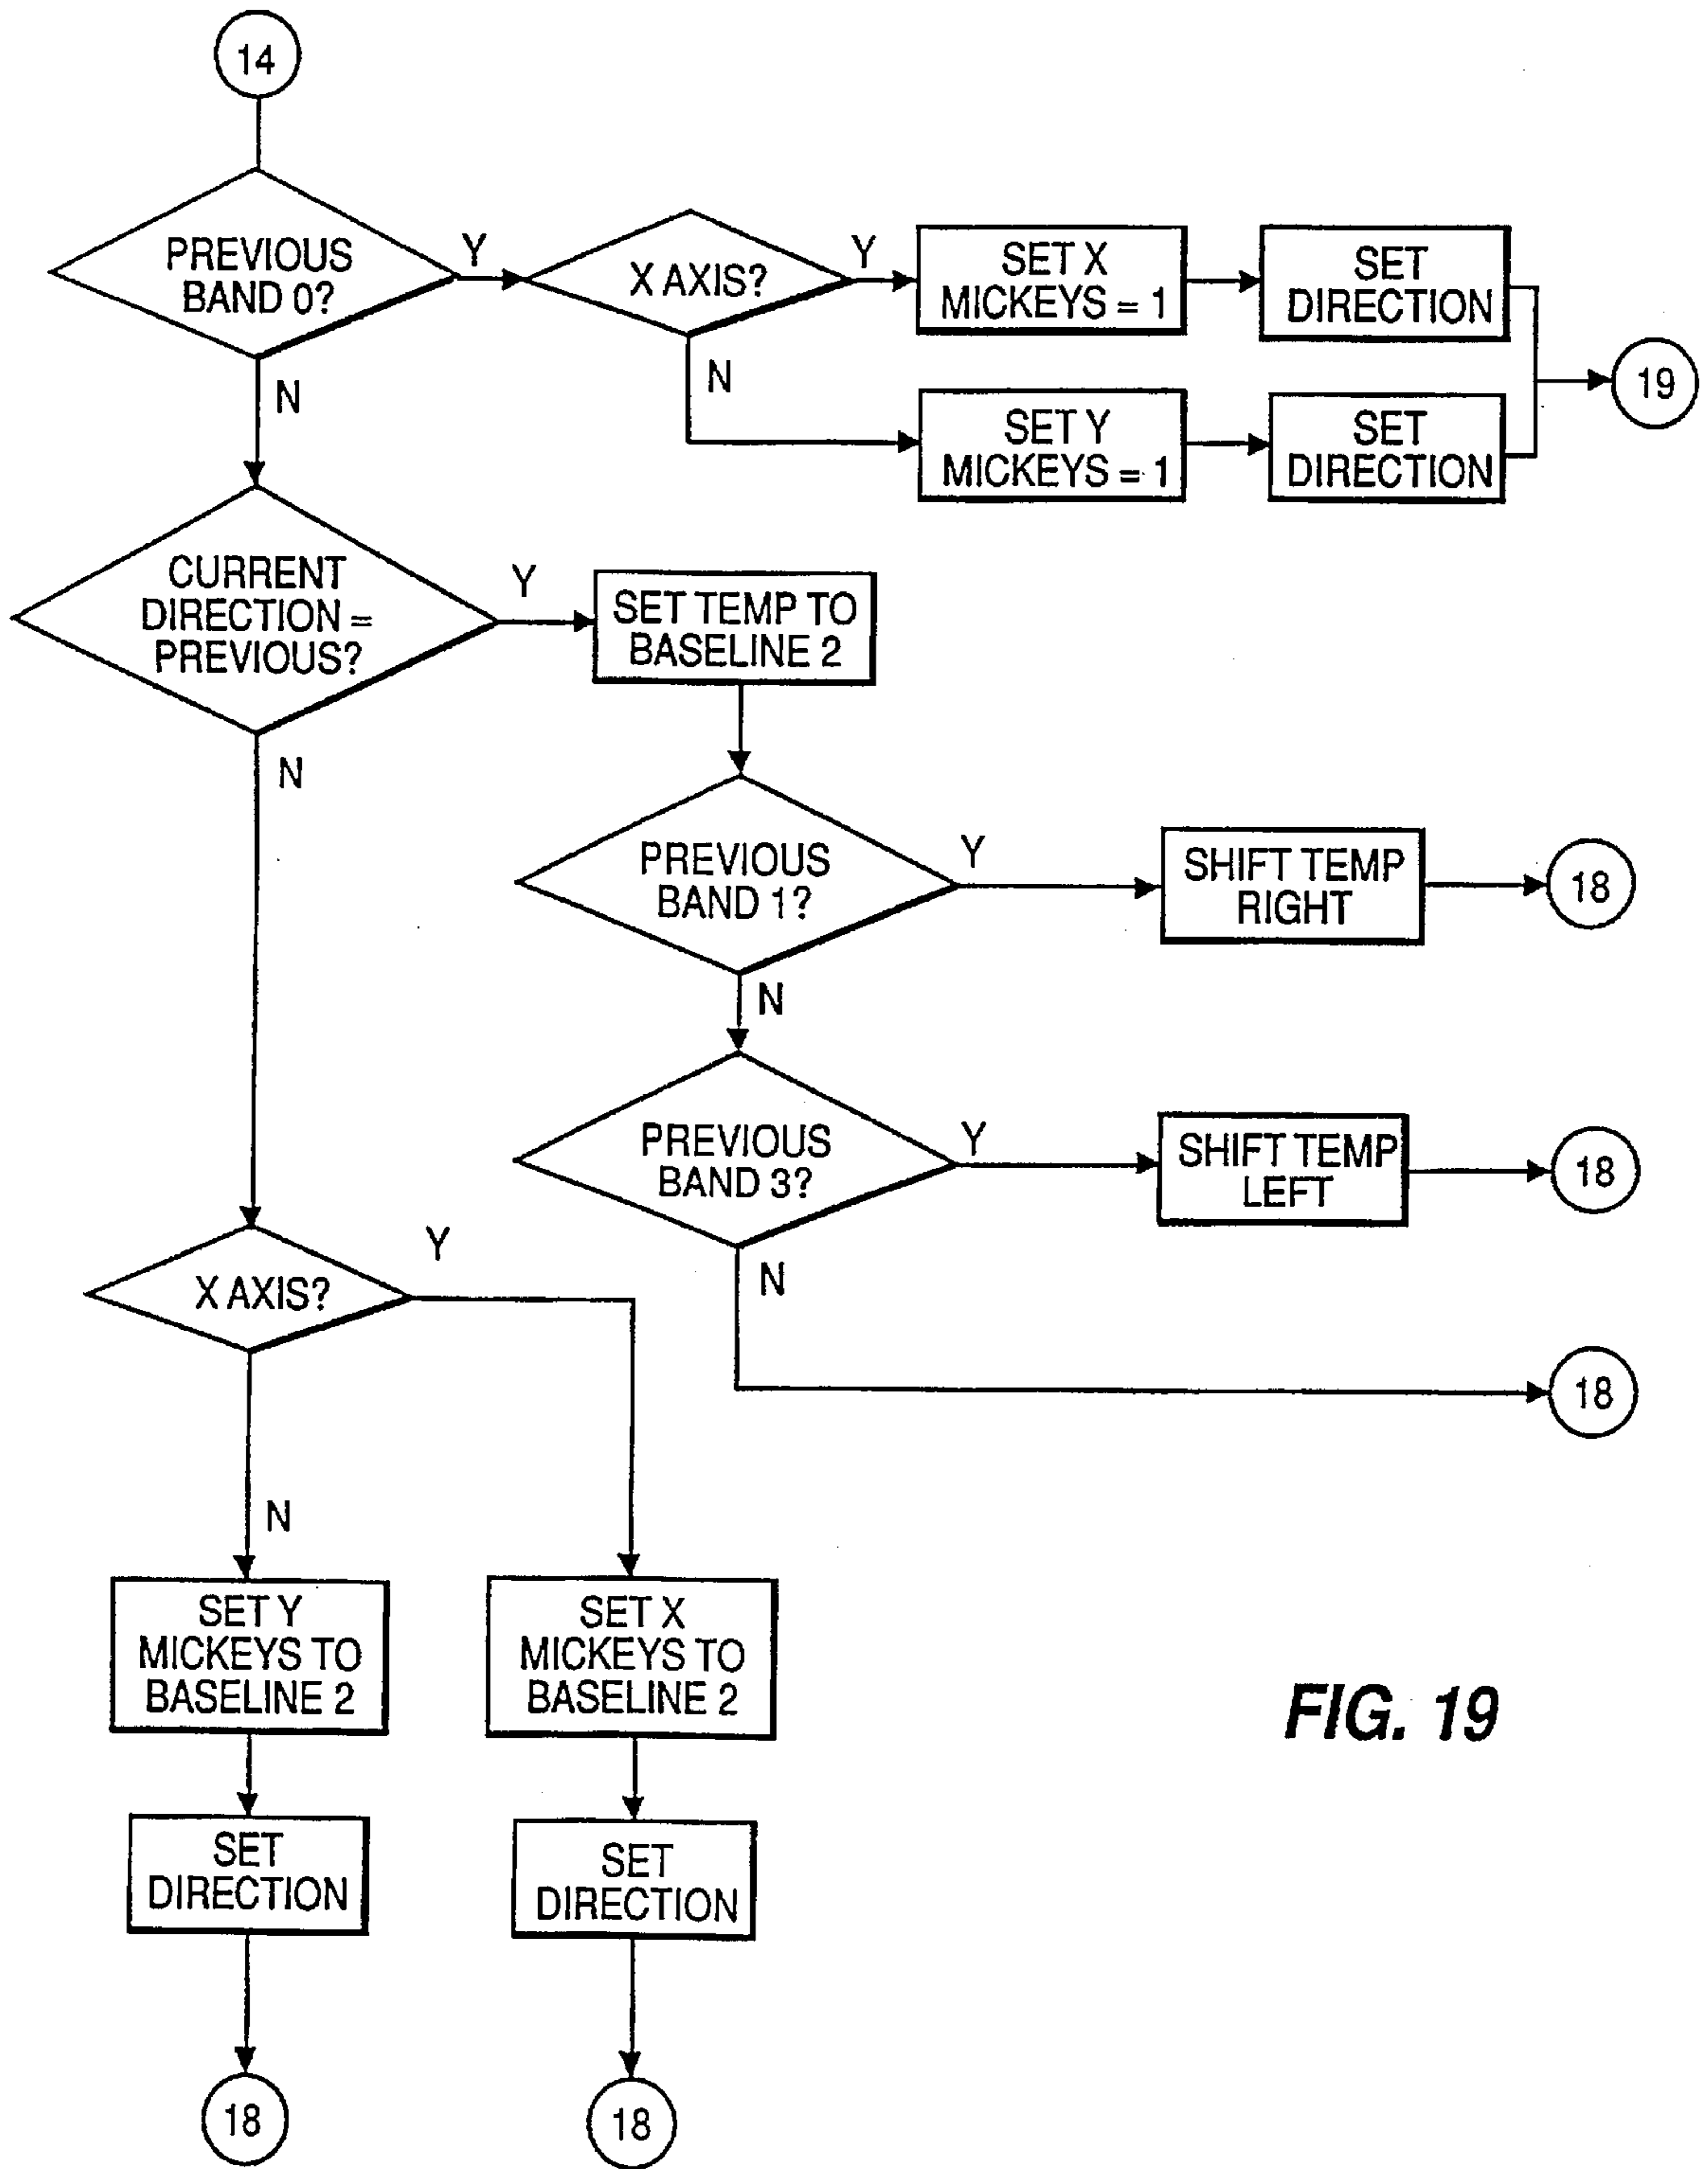 14
PREVIOUS
BAND 0?
Y
X AXIS?
Y
SET X
MICKEYS = 1
SET
DIRECTION
N
N
19
SET Y
MICKEYS = 1
SET
DIRECTION
CURRENT
DIRECTION =
PREVIOUS?
Y
SET TEMP TO
BASELINE 2
N
PREVIOUS
BAND 1?
Y
SHIFT TEMP
RIGHT
18
N
PREVIOUS
BAND 3?
Y
SHIFT TEMP
LEFT
18
N
18
X AXIS?
Y
N
SET Y
MICKEYS TO
BASELINE 2
SET X
MICKEYS TO
BASELINE 2
SET
DIRECTION
SET
DIRECTION
18
18
FIG. 19